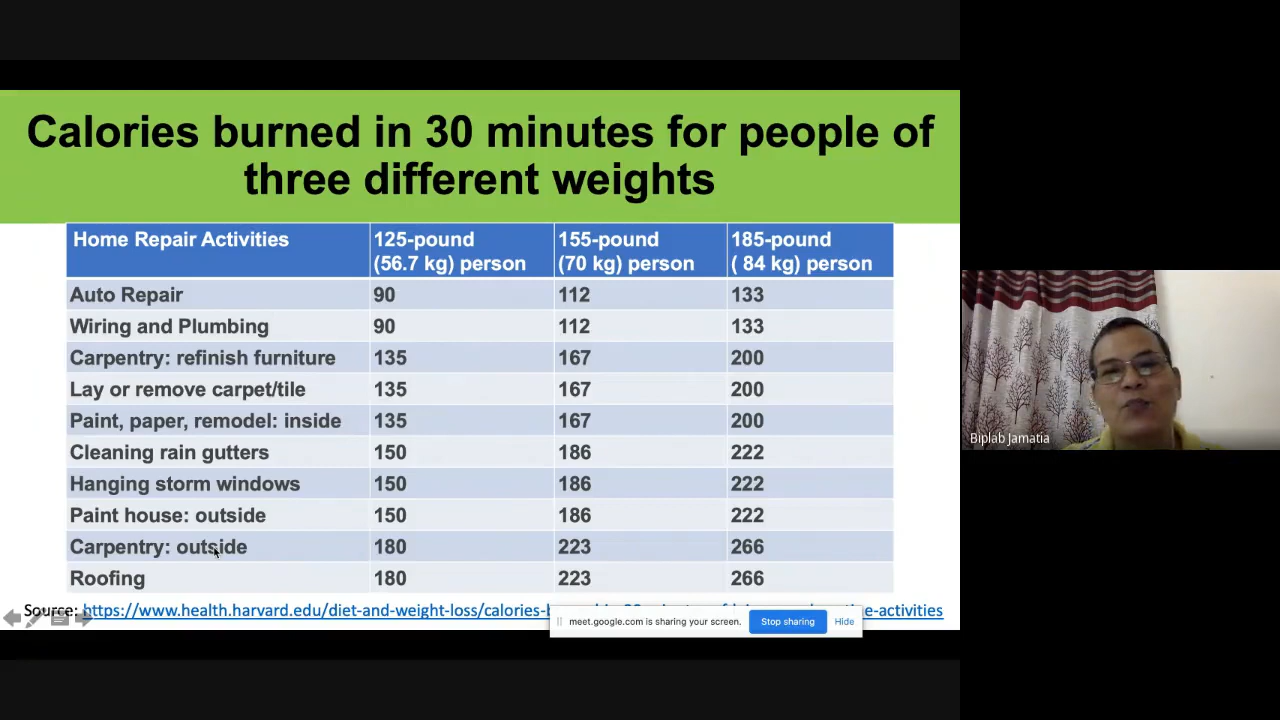 Calories burned in 30 minutes for people of
three different weights
Home Repair Activities 125-pound (56.7 kg) person 155-pound (70 kg) person 185-pound ( 84 kg) person
Auto Repair 90 112 133
Wiring and Plumbing 90 112 133
Carpentry: refinish furniture 135 167 200
Lay or remove carpet/tile 135 167 200
Paint, paper, remodel: inside 135 167 200
Cleaning rain gutters 150 186 222
Hanging storm windows 150 186 222
Paint house: outside 150 186 222
Carpentry: outside 180 223 266
Roofing 180 223 266
Source: https://www.health.harvard.edu/diet-and-weight-loss/calories-
meet.google.com is sharing your screen. Stop sharing Hide
Biplab Jamatia